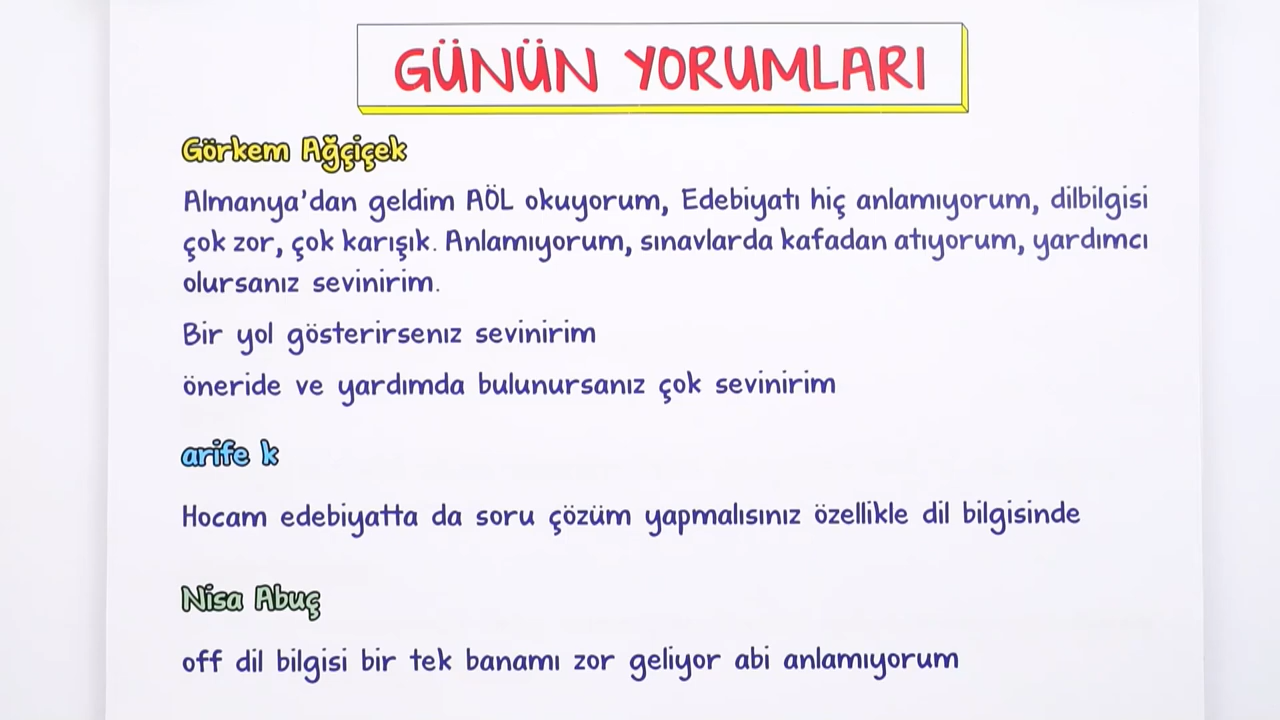 GÜNÜN YORUMLARI
Görkem Ağçiçek
Almanya'dan geldim AÖL okuyorum, Edebiyatı hiç anlamıyorum, dilbilgisi
çok zor, çok karışık. Anlamıyorum, sınavlarda kafadan atıyorum, yardımcı
olursanız sevinirim.
Bir yol gösterirsenız sevinirim
öneride ve yardımda bulunursanız çok sevinirim
arife k
Hocam edebiyatta da soru çözüm yapmalısınız özellikle dil bilgisinde
Nisa Abuç
off dil bilgisi bir tek banamı zor geliyor abi anlamıyorum